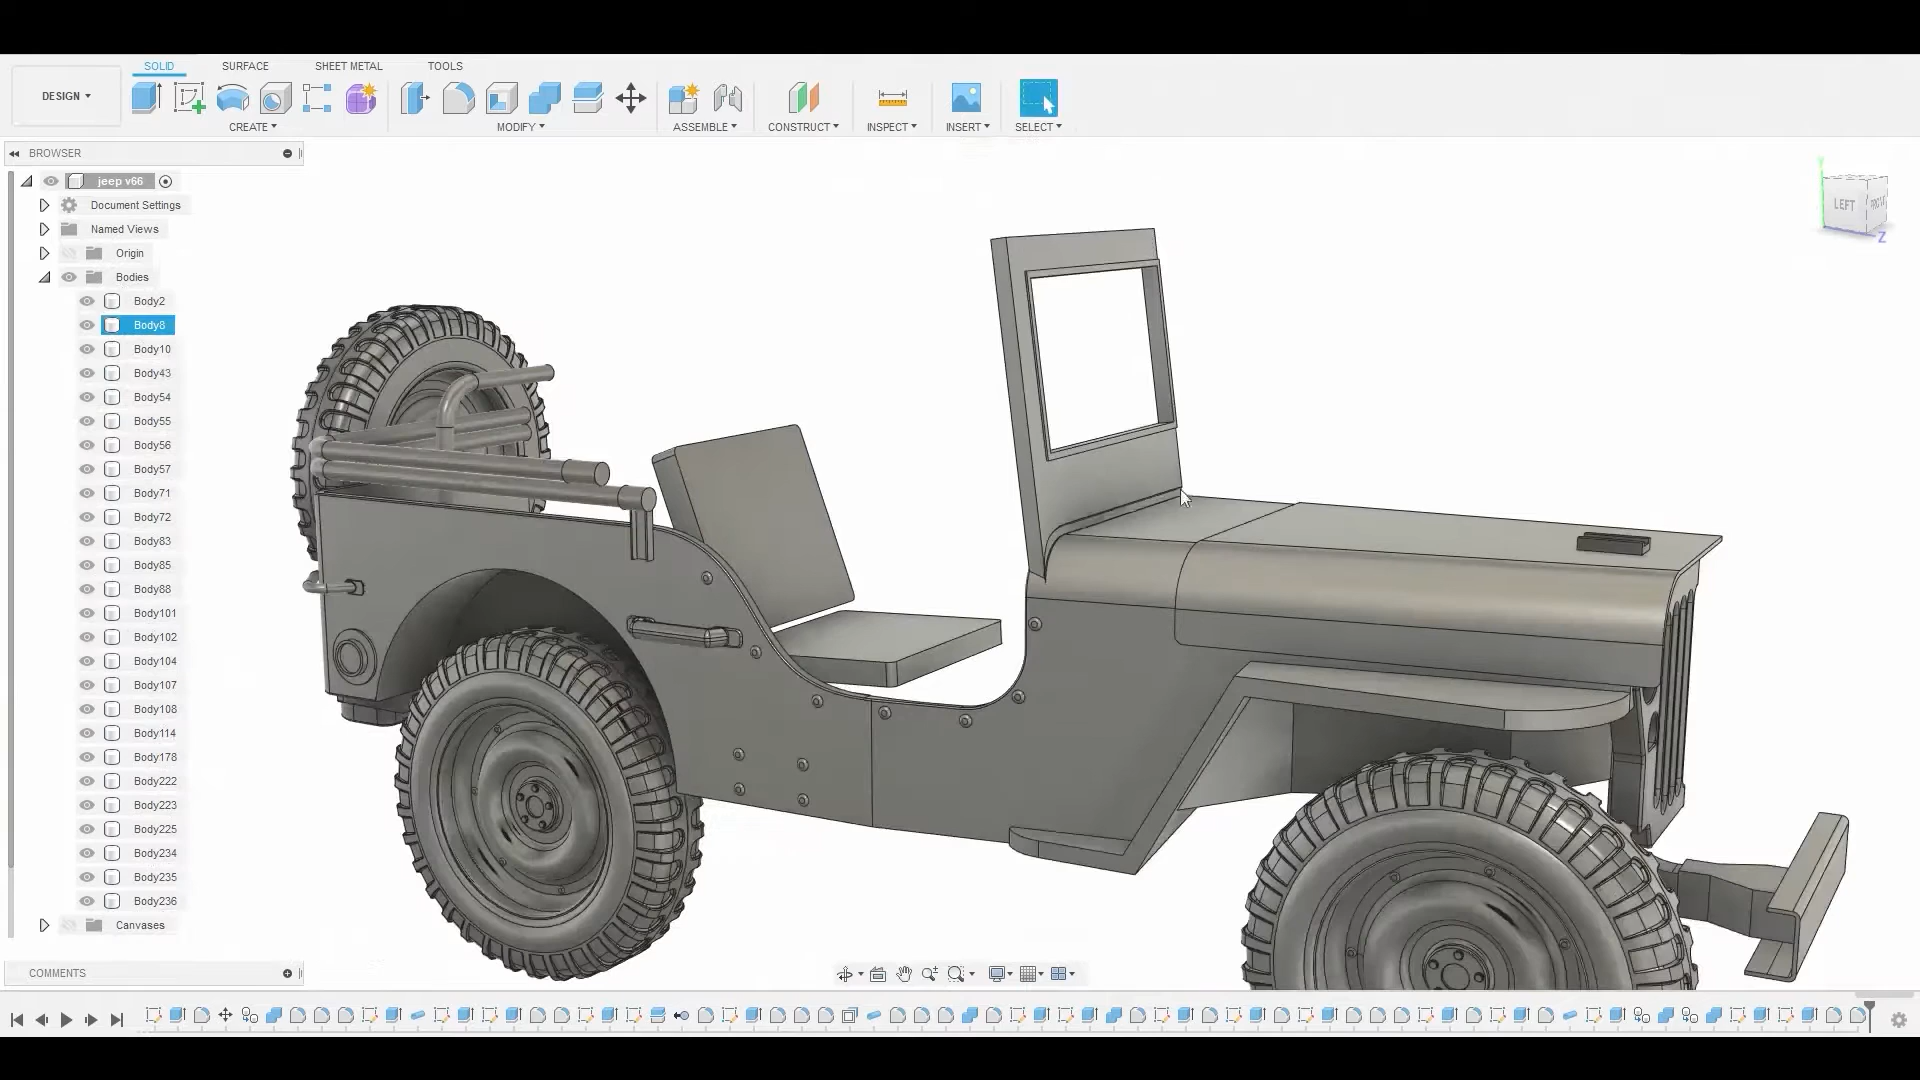 SOLID SURFACE SHEET METAL TOOLS
DESIGN
CREATE MODIFY ASSEMBLE CONSTRUCT INSPECT INSERT SELECT
BROWSER
jeep v66
Document Settings
Named Views
Origin
Bodies
Body2
Body8
Body10
Body43
Body54
Body55
Body56
Body57
Body71
Body72
Body83
Body85
Body88
Body101
Body102
Body104
Body107
Body108
Body114
Body178
Body222
Body223
Body225
Body234
Body235
Body236
Canvases
COMMENTS
LEFT
Z